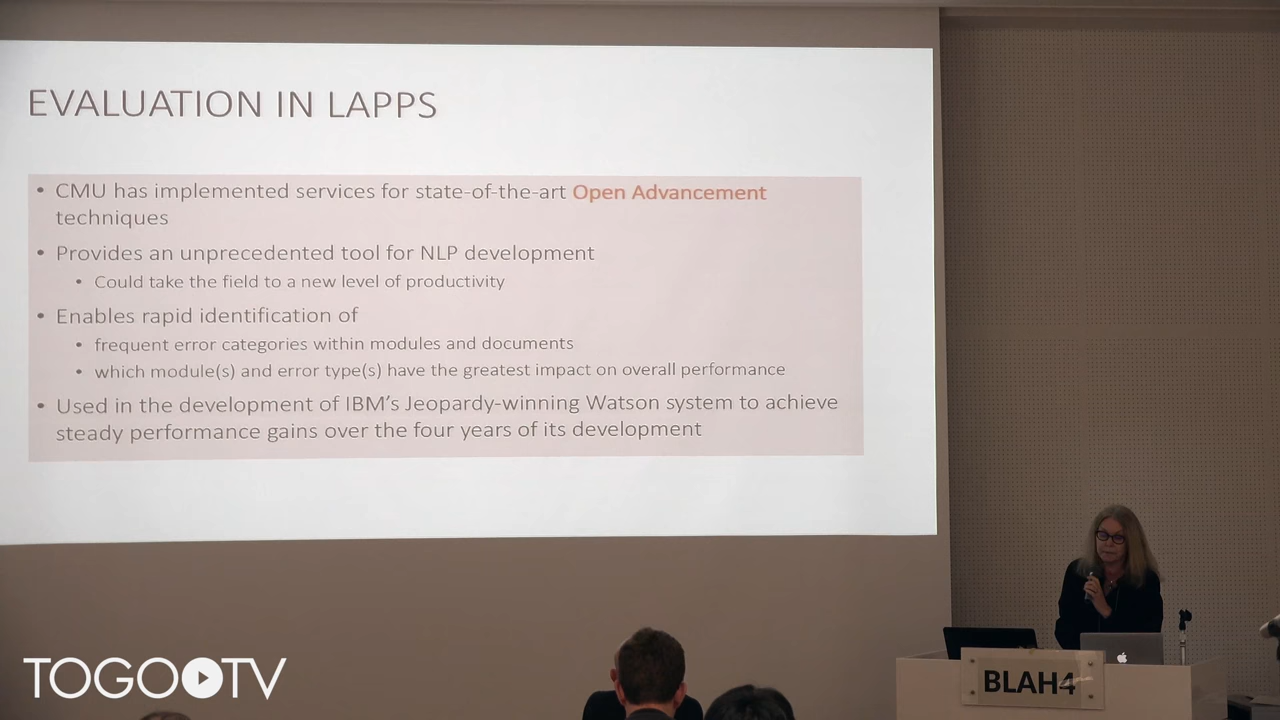 EVALUATION IN LAPPS
• CMU has implemented services for state-of-the-art Open Advancement
techniques
• Provides an unprecedented tool for NLP development
• Could take the field to a new level of productivity
• Enables rapid identification of
• frequent error categories within modules and documents
• which module(s) and error type(s) have the greatest impact on overall performance
• Used in the development of IBM's Jeopardy-winning Watson system to achieve
steady performance gains over the four years of its development
TOGOTV
BLAH4